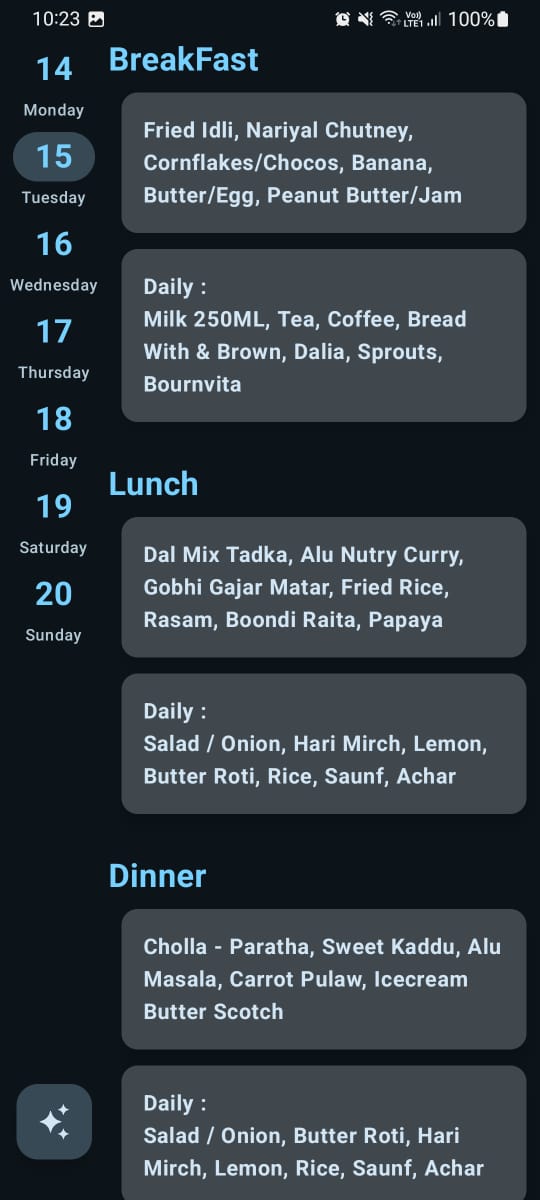 10:23
Vo)) LTE1 100%
14
Monday
15
Tuesday
16
Wednesday
17
Thursday
18
Friday
19
Saturday
20
Sunday
BreakFast
Fried Idli, Nariyal Chutney,
Cornflakes/Chocos, Banana,
Butter/Egg, Peanut Butter/Jam
Daily :
Milk 250ML, Tea, Coffee, Bread
With & Brown, Dalia, Sprouts,
Bournvita
Lunch
Dal Mix Tadka, Alu Nutry Curry,
Gobhi Gajar Matar, Fried Rice,
Rasam, Boondi Raita, Papaya
Daily :
Salad / Onion, Hari Mirch, Lemon,
Butter Roti, Rice, Saunf, Achar
Dinner
Cholla - Paratha, Sweet Kaddu, Alu
Masala, Carrot Pulaw, Icecream
Butter Scotch
Daily :
Salad / Onion, Butter Roti, Hari
Mirch, Lemon, Rice, Saunf, Achar